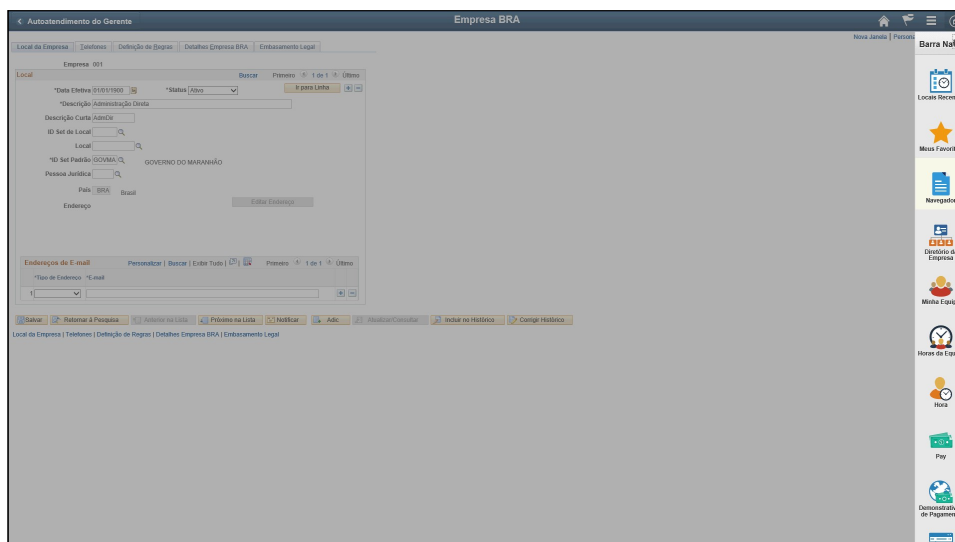 Autoatendimento do Gerente
Empresa BRA
Nova Janela | Persona
Local da Empresa Telefones Definição de Regras Detalhes Empresa BRA Embasamento Legal
Empresa 001
Local Buscar Primeiro 1 de 1 Último
*Data Efetiva 01/01/1900 *Status Ativo Ir para Linha
*Descrição Administração Direta
Descrição Curta AdmDir
ID Set de Local
Local
*ID Set Padrão GOVMA GOVERNO DO MARANHÃO
Pessoa Jurídica
País BRA Brasil
Endereço Editar Endereço
Endereços de E-mail Personalizar | Buscar | Exibir Tudo | | Primeiro 1 de 1 Último
*Tipo de Endereço *E-mail
1
Salvar Retornar à Pesquisa Anterior na Lista Próximo na Lista Notificar Adic Atualizar/Consultar Incluir no Histórico Corrigir Histórico
Local da Empresa | Telefones | Definição de Regras | Detalhes Empresa BRA | Embasamento Legal
Barra Na
Locais Recen
Meus Favorit
Navegador
Diretório da
Empresa
Minha Equip
Horas da Equi
Hora
Pay
Demonstrativ
de Pagamen